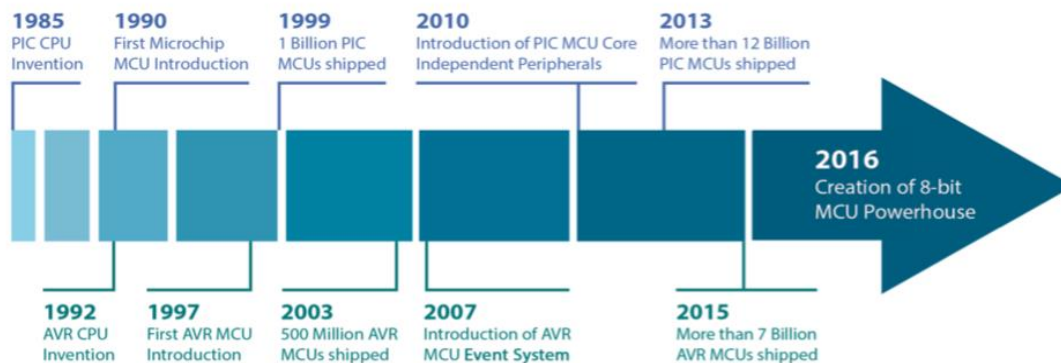 1985
PIC CPU
Invention
1990
First Microchip
MCU Introduction
1999
1 Billion PIC
MCUs shipped
2010
Introduction of PIC MCU Core
Independent Peripherals
2013
More than 12 Billion
PIC MCUs shipped
2016
Creation of 8-bit
MCU Powerhouse
1992
AVR CPU
Invention
1997
First AVR MCU
Introduction
2003
500 Million AVR
MCUs shipped
2007
Introduction of AVR
MCU Event System
2015
More than 7 Billion
AVR MCUs shipped